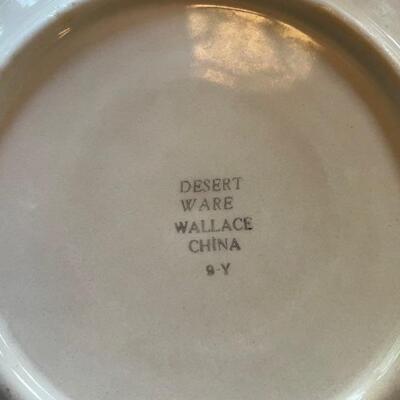 DESERT
WARE
WALLACE
CHINA
9-Y